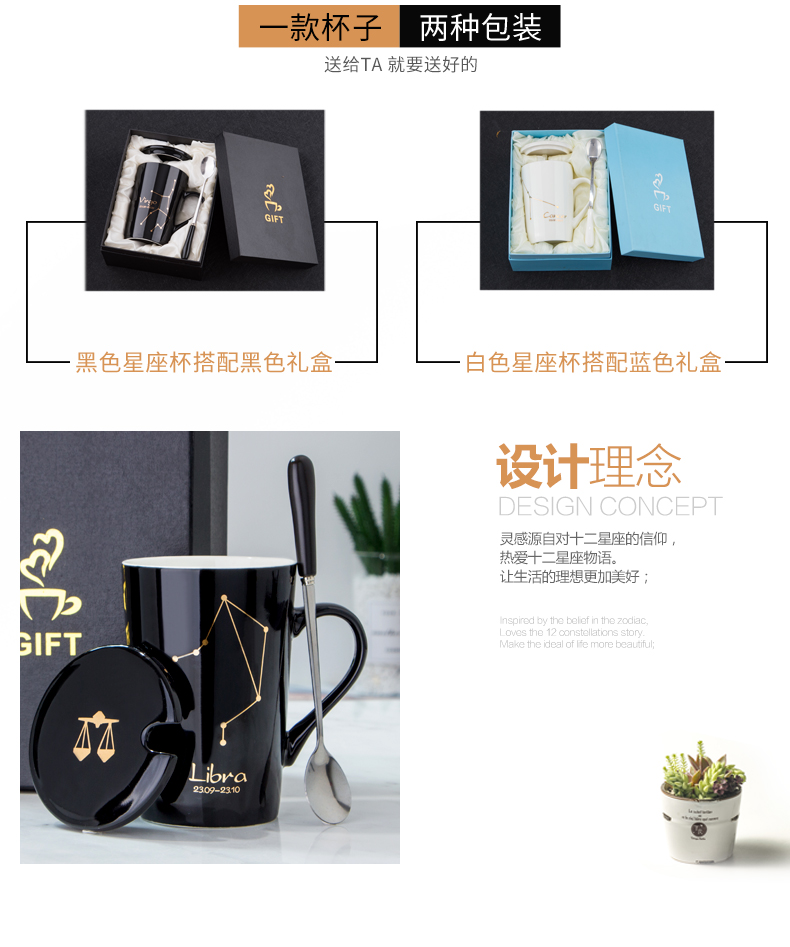 一款杯子 两种包装
送给TA 就要送好的
GIFT
GIFT
黑色星座杯搭配黑色礼盒
白色星座杯搭配蓝色礼盒
设计理念
DESIGN CONCEPT
灵感源自对十二星座的信仰，
热爱十二星座物语。
让生活的理想更加美好；
Inspired by the belief in the zodiac,
Loves the 12 constellations story.
Make the ideal of life more beautiful;
GIFT
Libra
23.09-23.10